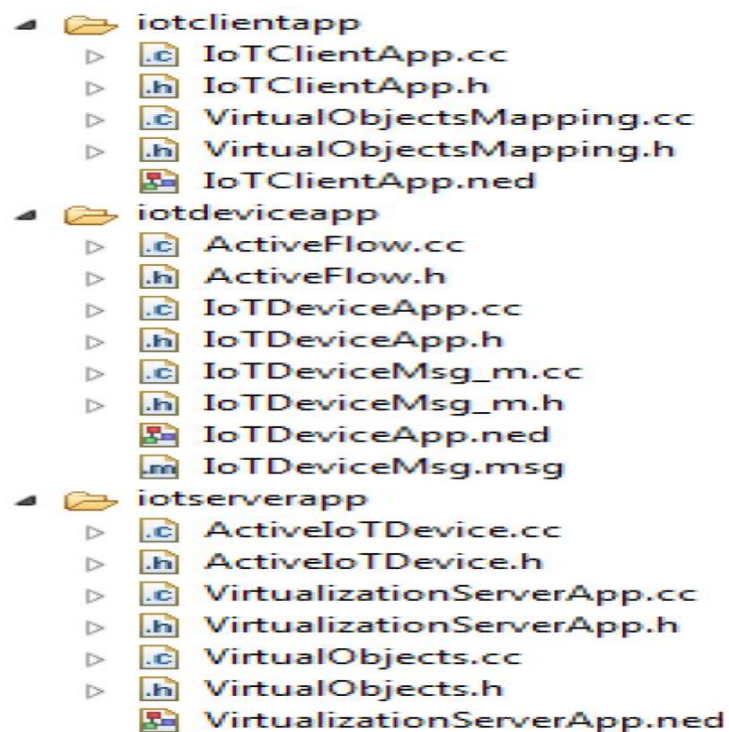 iotclientapp
.c IoTClientApp.cc
.h IoTClientApp.h
.c VirtualObjectsMapping.cc
.h VirtualObjectsMapping.h
IoTClientApp.ned
iotdeviceapp
.c ActiveFlow.cc
.h ActiveFlow.h
.c IoTDeviceApp.cc
.h IoTDeviceApp.h
.c IoTDeviceMsg_m.cc
.h IoTDeviceMsg_m.h
IoTDeviceApp.ned
.m IoTDeviceMsg.msg
iotserverapp
.c ActiveIoTDevice.cc
.h ActiveIoTDevice.h
.c VirtualizationServerApp.cc
.h VirtualizationServerApp.h
.c VirtualObjects.cc
.h VirtualObjects.h
VirtualizationServerApp.ned